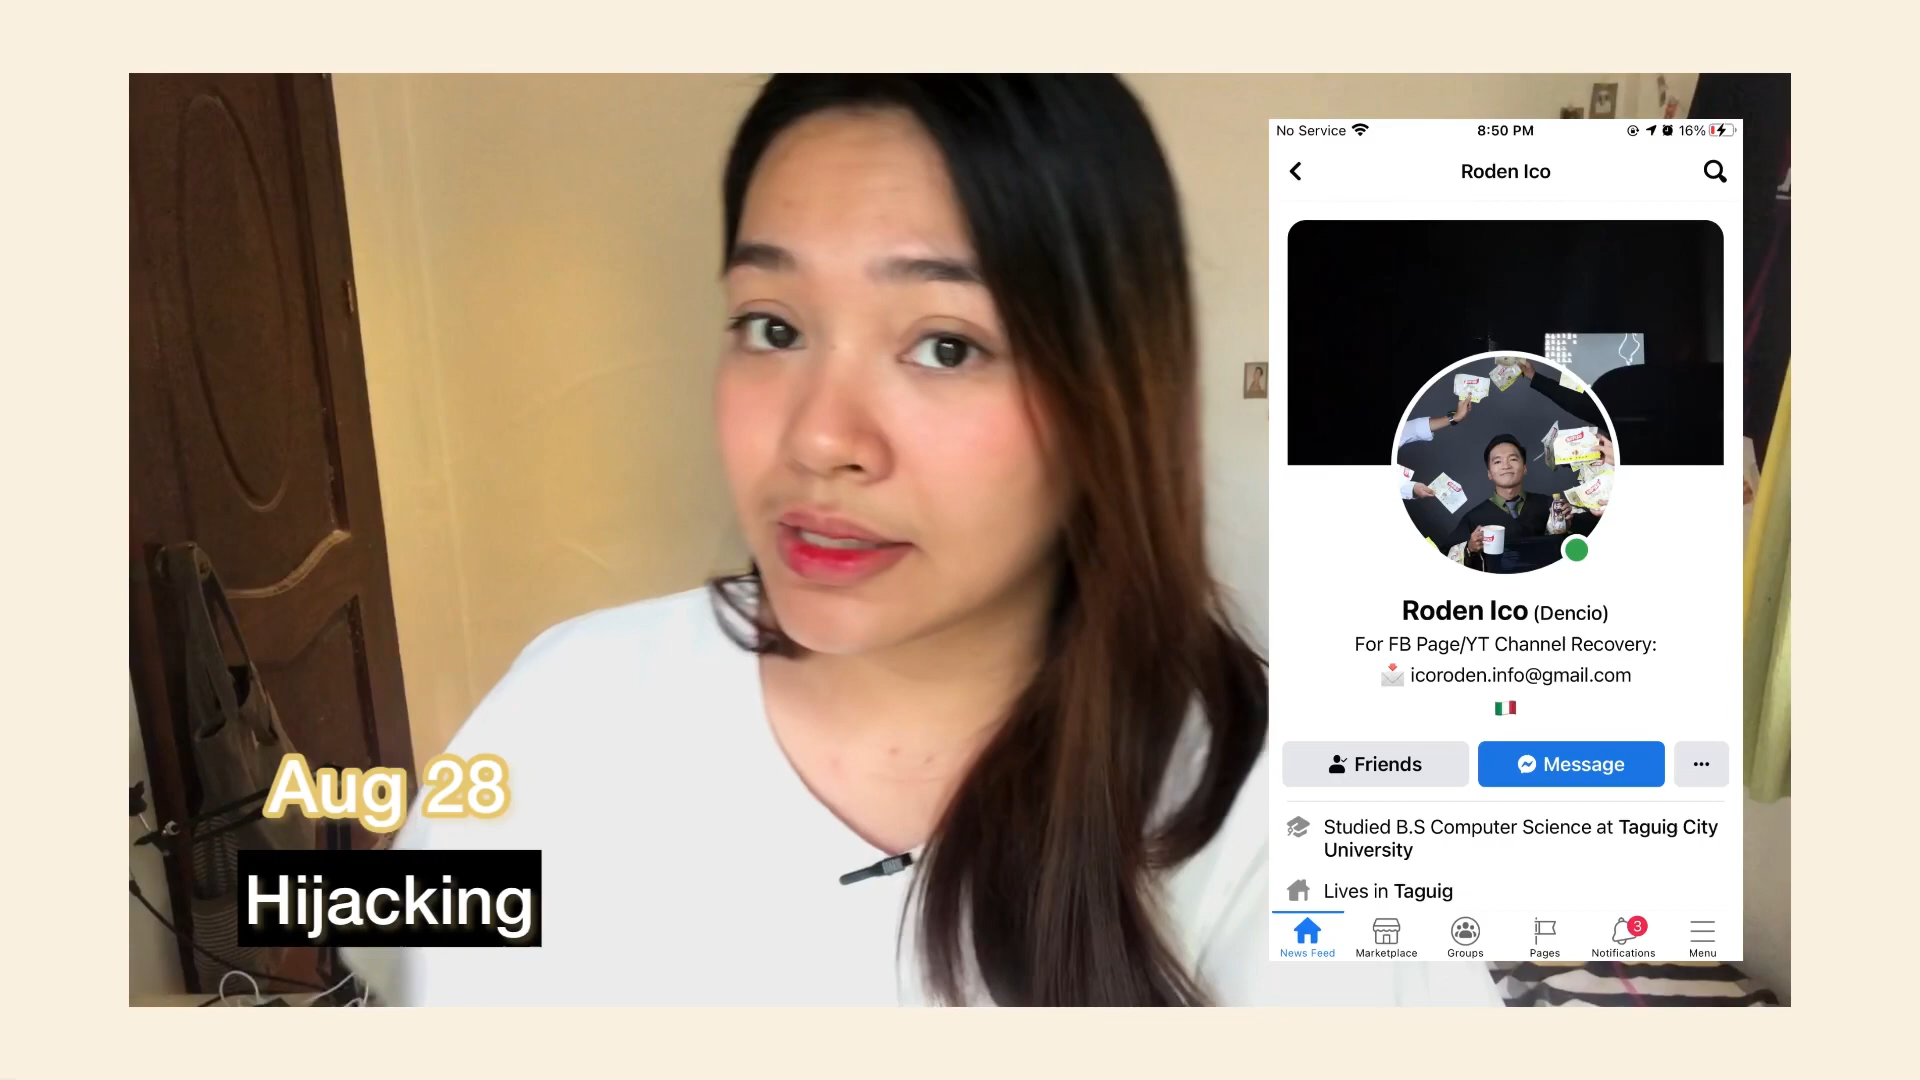 Aug 28
Hijacking
No Service
8:50 PM
16%
Roden Ico
Roden Ico (Dencio)
For FB Page/YT Channel Recovery:
icoroden.info@gmail.com
Friends
Message
Studied B.S Computer Science at Taguig City
University
Lives in Taguig
3
News Feed
Marketplace
Groups
Pages
Notifications
Menu